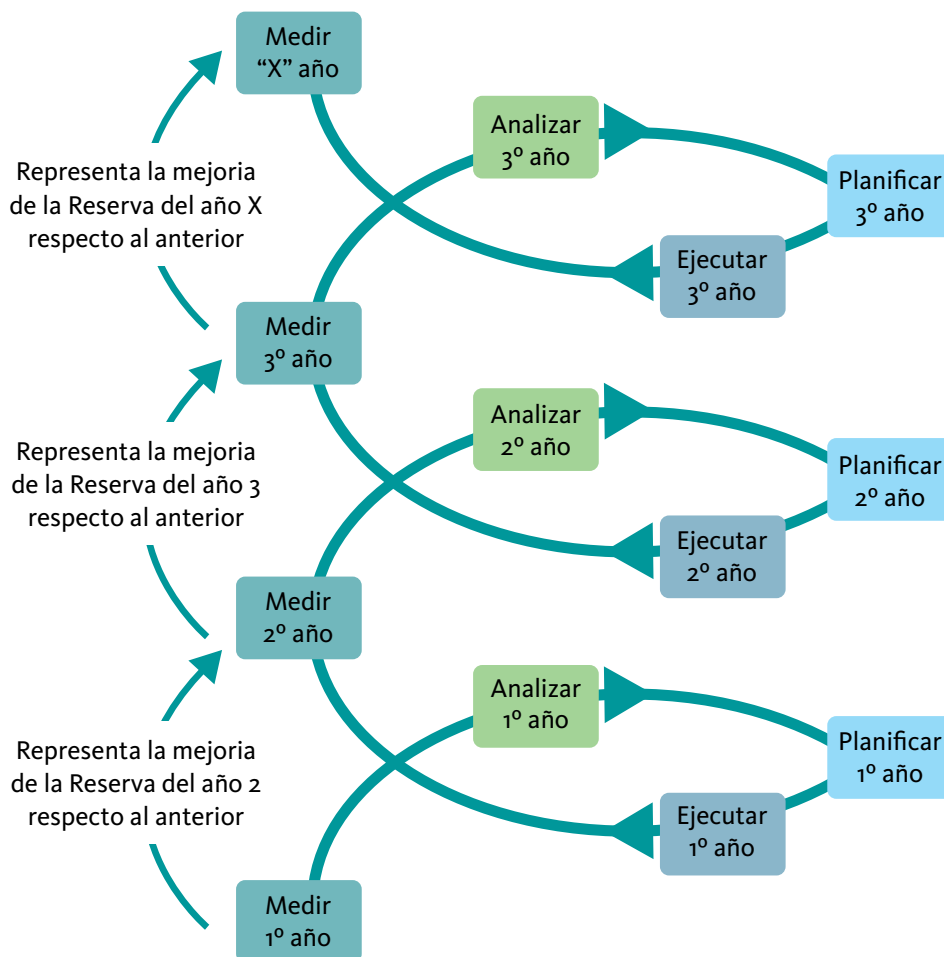 Medir
“X” año
Analizar
3º año
Planificar
3º año
Representa la mejoria
de la Reserva del año X
respecto al anterior
Ejecutar
3º año
Medir
3º año
Analizar
2º año
Planificar
2º año
Representa la mejoria
de la Reserva del año 3
respecto al anterior
Ejecutar
2º año
Medir
2º año
Analizar
1º año
Planificar
1º año
Representa la mejoria
de la Reserva del año 2
respecto al anterior
Ejecutar
1º año
Medir
1º año